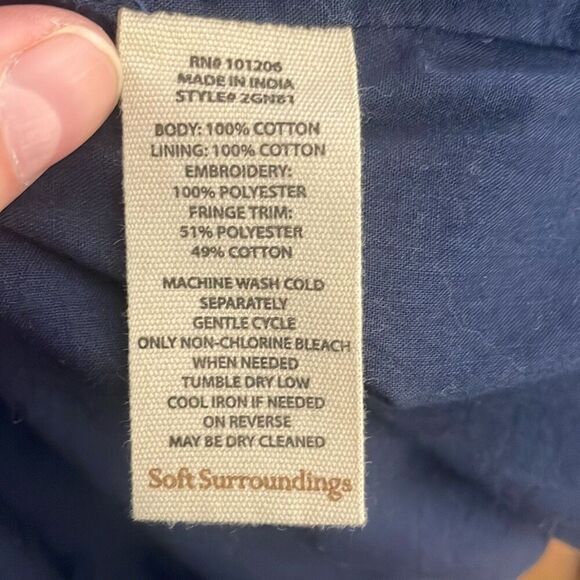 RN# 101206
MADE IN INDIA
STYLE# 2GN81
BODY: 100% COTTON
LINING: 100% COTTON
EMBROIDERY:
100% POLYESTER
FRINGE TRIM:
51% POLYESTER
49% COTTON
MACHINE WASH COLD
SEPARATELY
GENTLE CYCLE
ONLY NON-CHLORINE BLEACH
WHEN NEEDED
TUMBLE DRY LOW
COOL IRON IF NEEDED
ON REVERSE
MAY BE DRY CLEANED
Soft Surroundings